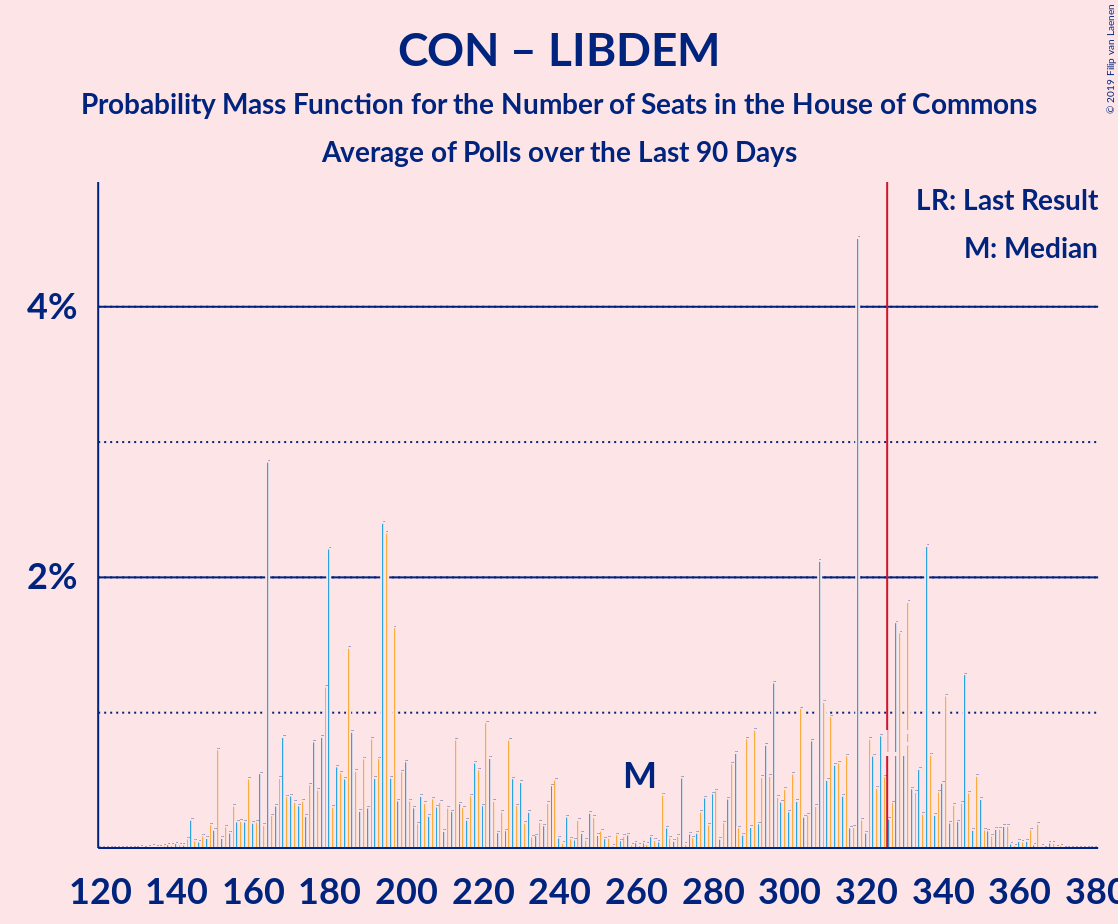 CON – LIBDEM
Probability Mass Function for the Number of Seats in the House of Commons
Average of Polls over the Last 90 Days
© 2019 Filip van Laenen
LR: Last Result
M: Median
4%
2%
M
120 140 160 180 200 220 240 260 280 300 320 340 360 380